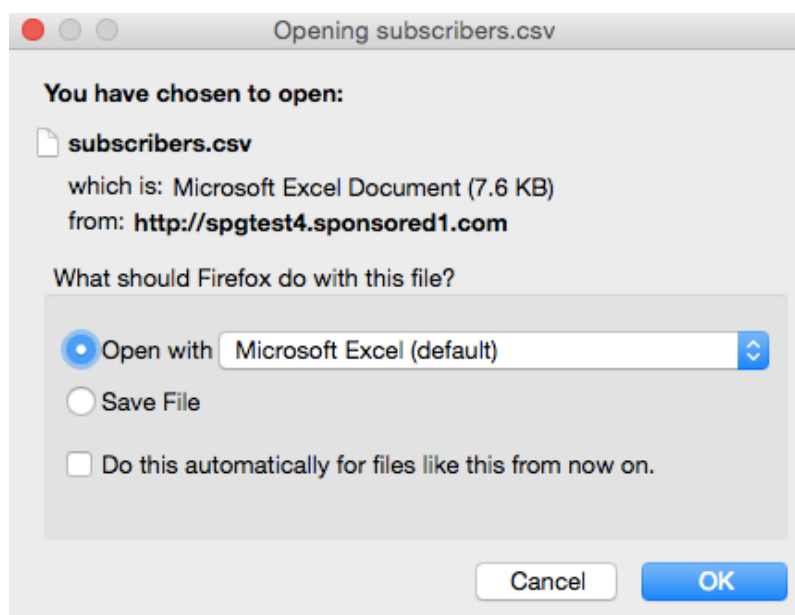 Opening subscribers.csv
You have chosen to open:
subscribers.csv
which is: Microsoft Excel Document (7.6 KB)
from: http://spgtest4.sponsored1.com
What should Firefox do with this file?
Open with Microsoft Excel (default)
Save File
Do this automatically for files like this from now on.
Cancel OK